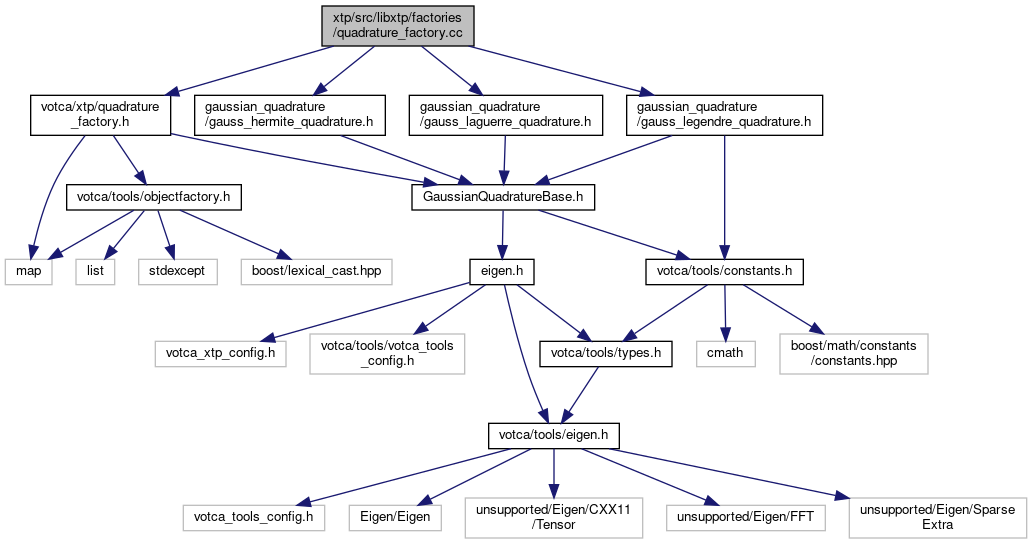 xtp/src/libxtp/factories
/quadrature_factory.cc
votca/xtp/quadrature
_factory.h
gaussian_quadrature
/gauss_hermite_quadrature.h
gaussian_quadrature
/gauss_laguerre_quadrature.h
gaussian_quadrature
/gauss_legendre_quadrature.h
votca/tools/objectfactory.h
GaussianQuadratureBase.h
map
list
stdexcept
boost/lexical_cast.hpp
eigen.h
votca/tools/constants.h
votca_xtp_config.h
votca/tools/votca_tools
_config.h
votca/tools/types.h
cmath
boost/math/constants
/constants.hpp
votca/tools/eigen.h
votca_tools_config.h
Eigen/Eigen
unsupported/Eigen/CXX11
/Tensor
unsupported/Eigen/FFT
unsupported/Eigen/Sparse
Extra